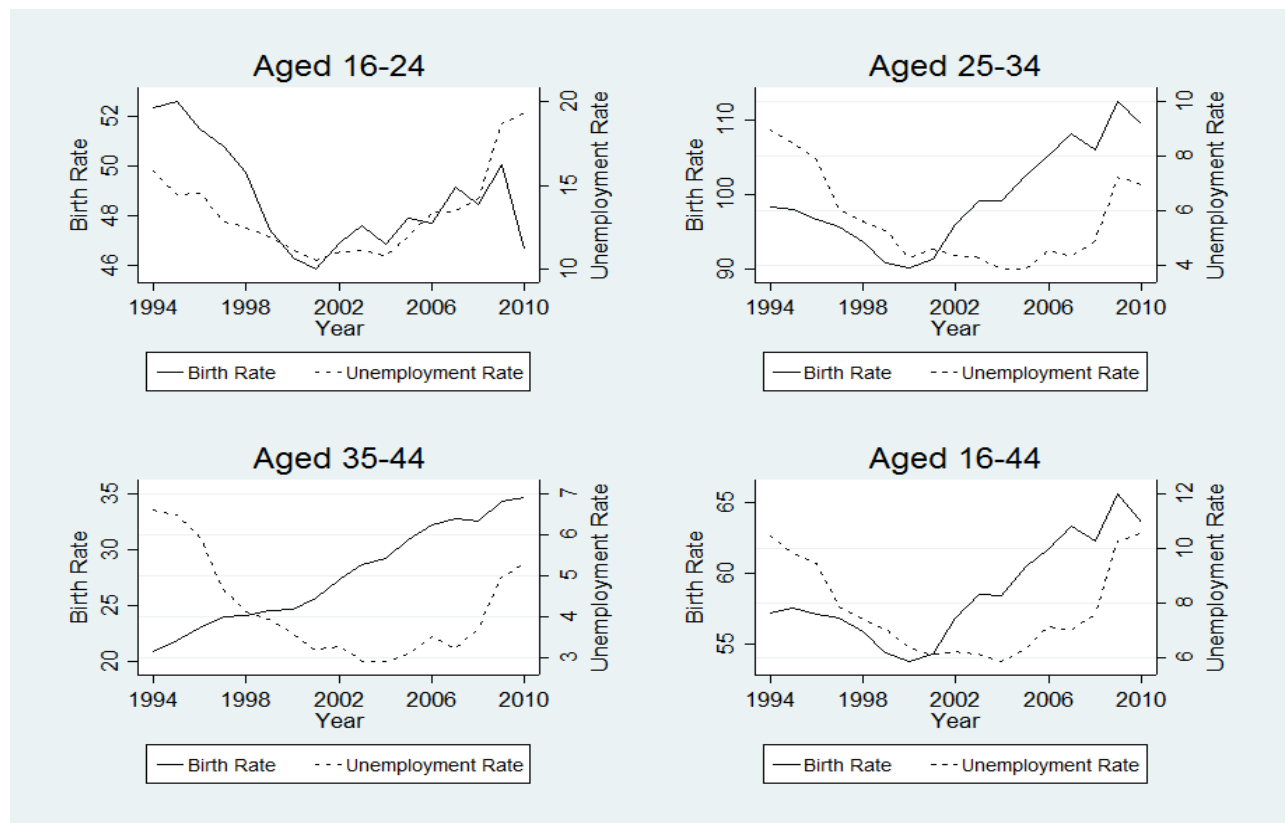 Aged 16-24
Birth Rate
52
50
48
46
20
15
10
Unemployment Rate
1994 1998 2002 2006 2010
Year
Birth Rate Unemployment Rate
Aged 25-34
Birth Rate
110
100
90
10
8
6
4
Unemployment Rate
1994 1998 2002 2006 2010
Year
Birth Rate Unemployment Rate
Aged 35-44
Birth Rate
35
30
25
20
7
6
5
4
3
Unemployment Rate
1994 1998 2002 2006 2010
Year
Birth Rate Unemployment Rate
Aged 16-44
Birth Rate
65
60
55
12
10
8
6
Unemployment Rate
1994 1998 2002 2006 2010
Year
Birth Rate Unemployment Rate